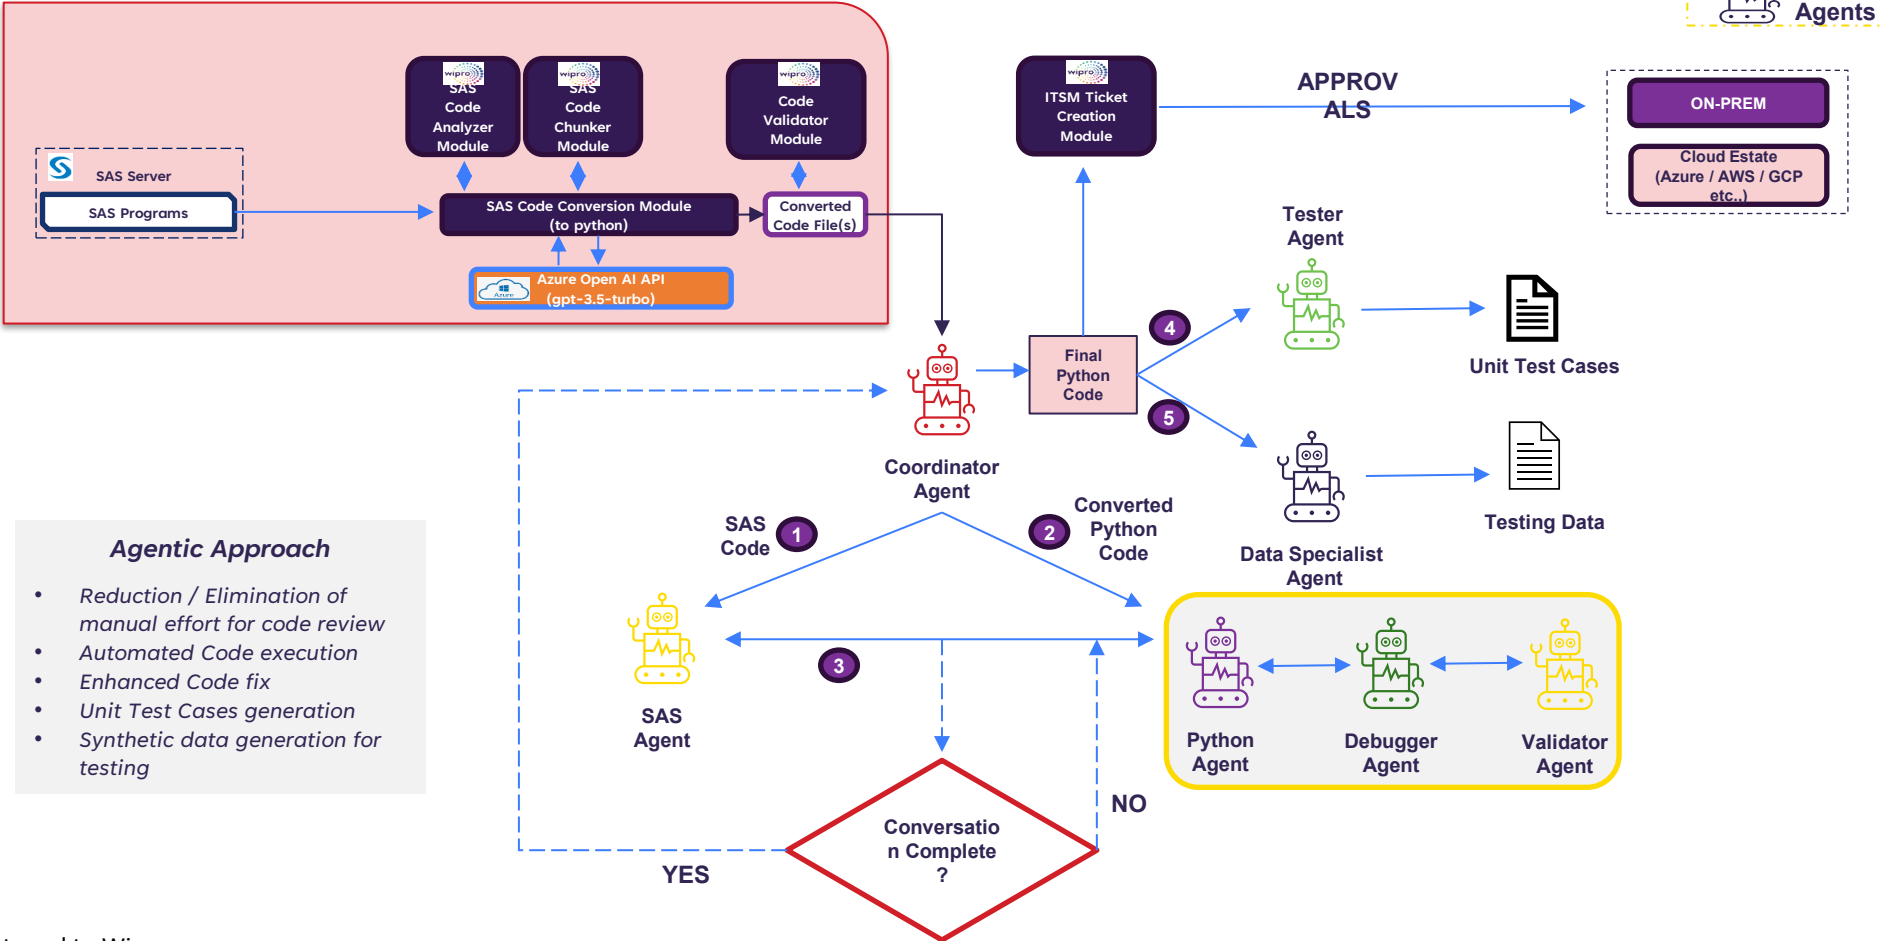 Agents
wipro
SAS
Code
Analyzer
Module
wipro
SAS
Code
Chunker
Module
wipro
Code
Validator
Module
wipro
ITSM Ticket
Creation
Module
APPROV
ALS
ON-PREM
Cloud Estate
(Azure / AWS / GCP
etc..)
SAS Server
SAS Programs
SAS Code Conversion Module
(to python)
Converted
Code File(s)
Azure
Azure Open AI API
(gpt-3.5-turbo)
Tester
Agent
4
Unit Test Cases
Final
Python
Code
5
Coordinator
Agent
Data Specialist
Agent
Testing Data
SAS
Code
1
2
Converted
Python
Code
Agentic Approach
• Reduction / Elimination of
manual effort for code review
• Automated Code execution
• Enhanced Code fix
• Unit Test Cases generation
• Synthetic data generation for
testing
3
SAS
Agent
Python
Agent
Debugger
Agent
Validator
Agent
NO
Conversatio
n Complete
?
YES